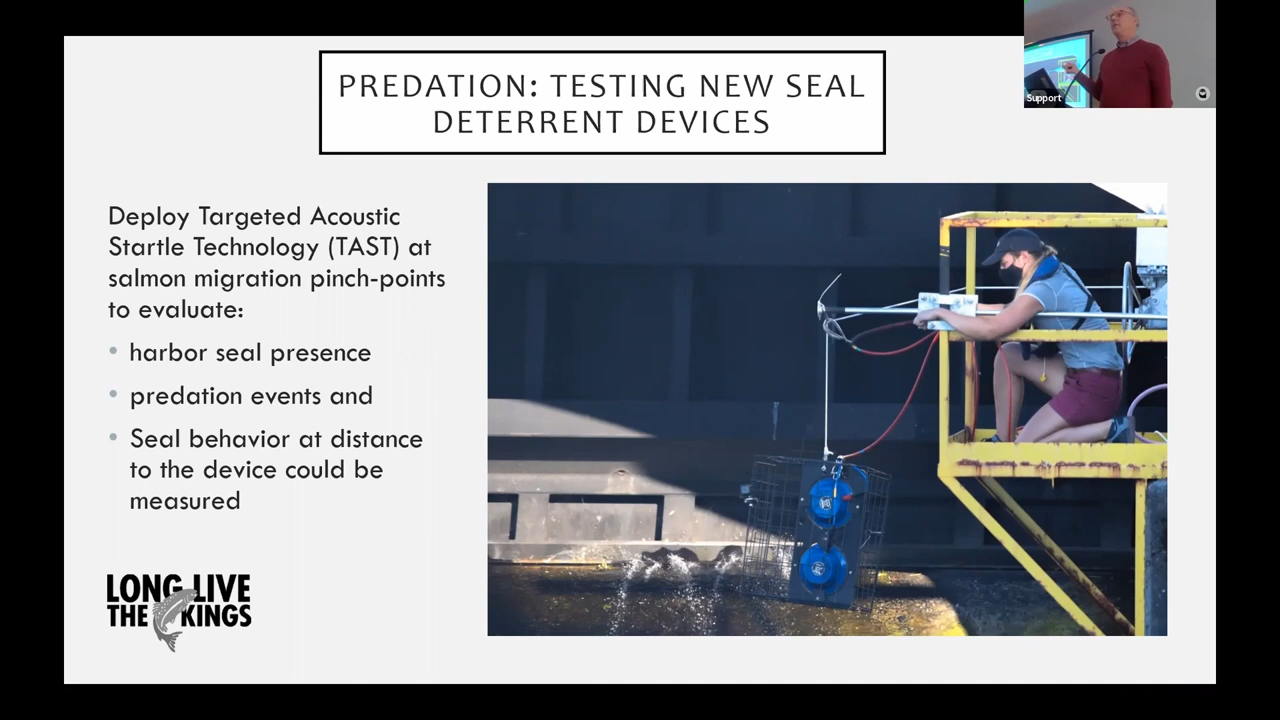 PREDATION: TESTING NEW SEAL
DETERRENT DEVICES
Support
Deploy Targeted Acoustic
Startle Technology (TAST) at
salmon migration pinch-points
to evaluate:
• harbor seal presence
• predation events and
• Seal behavior at distance
to the device could be
measured
LONG LIVE
THE KINGS